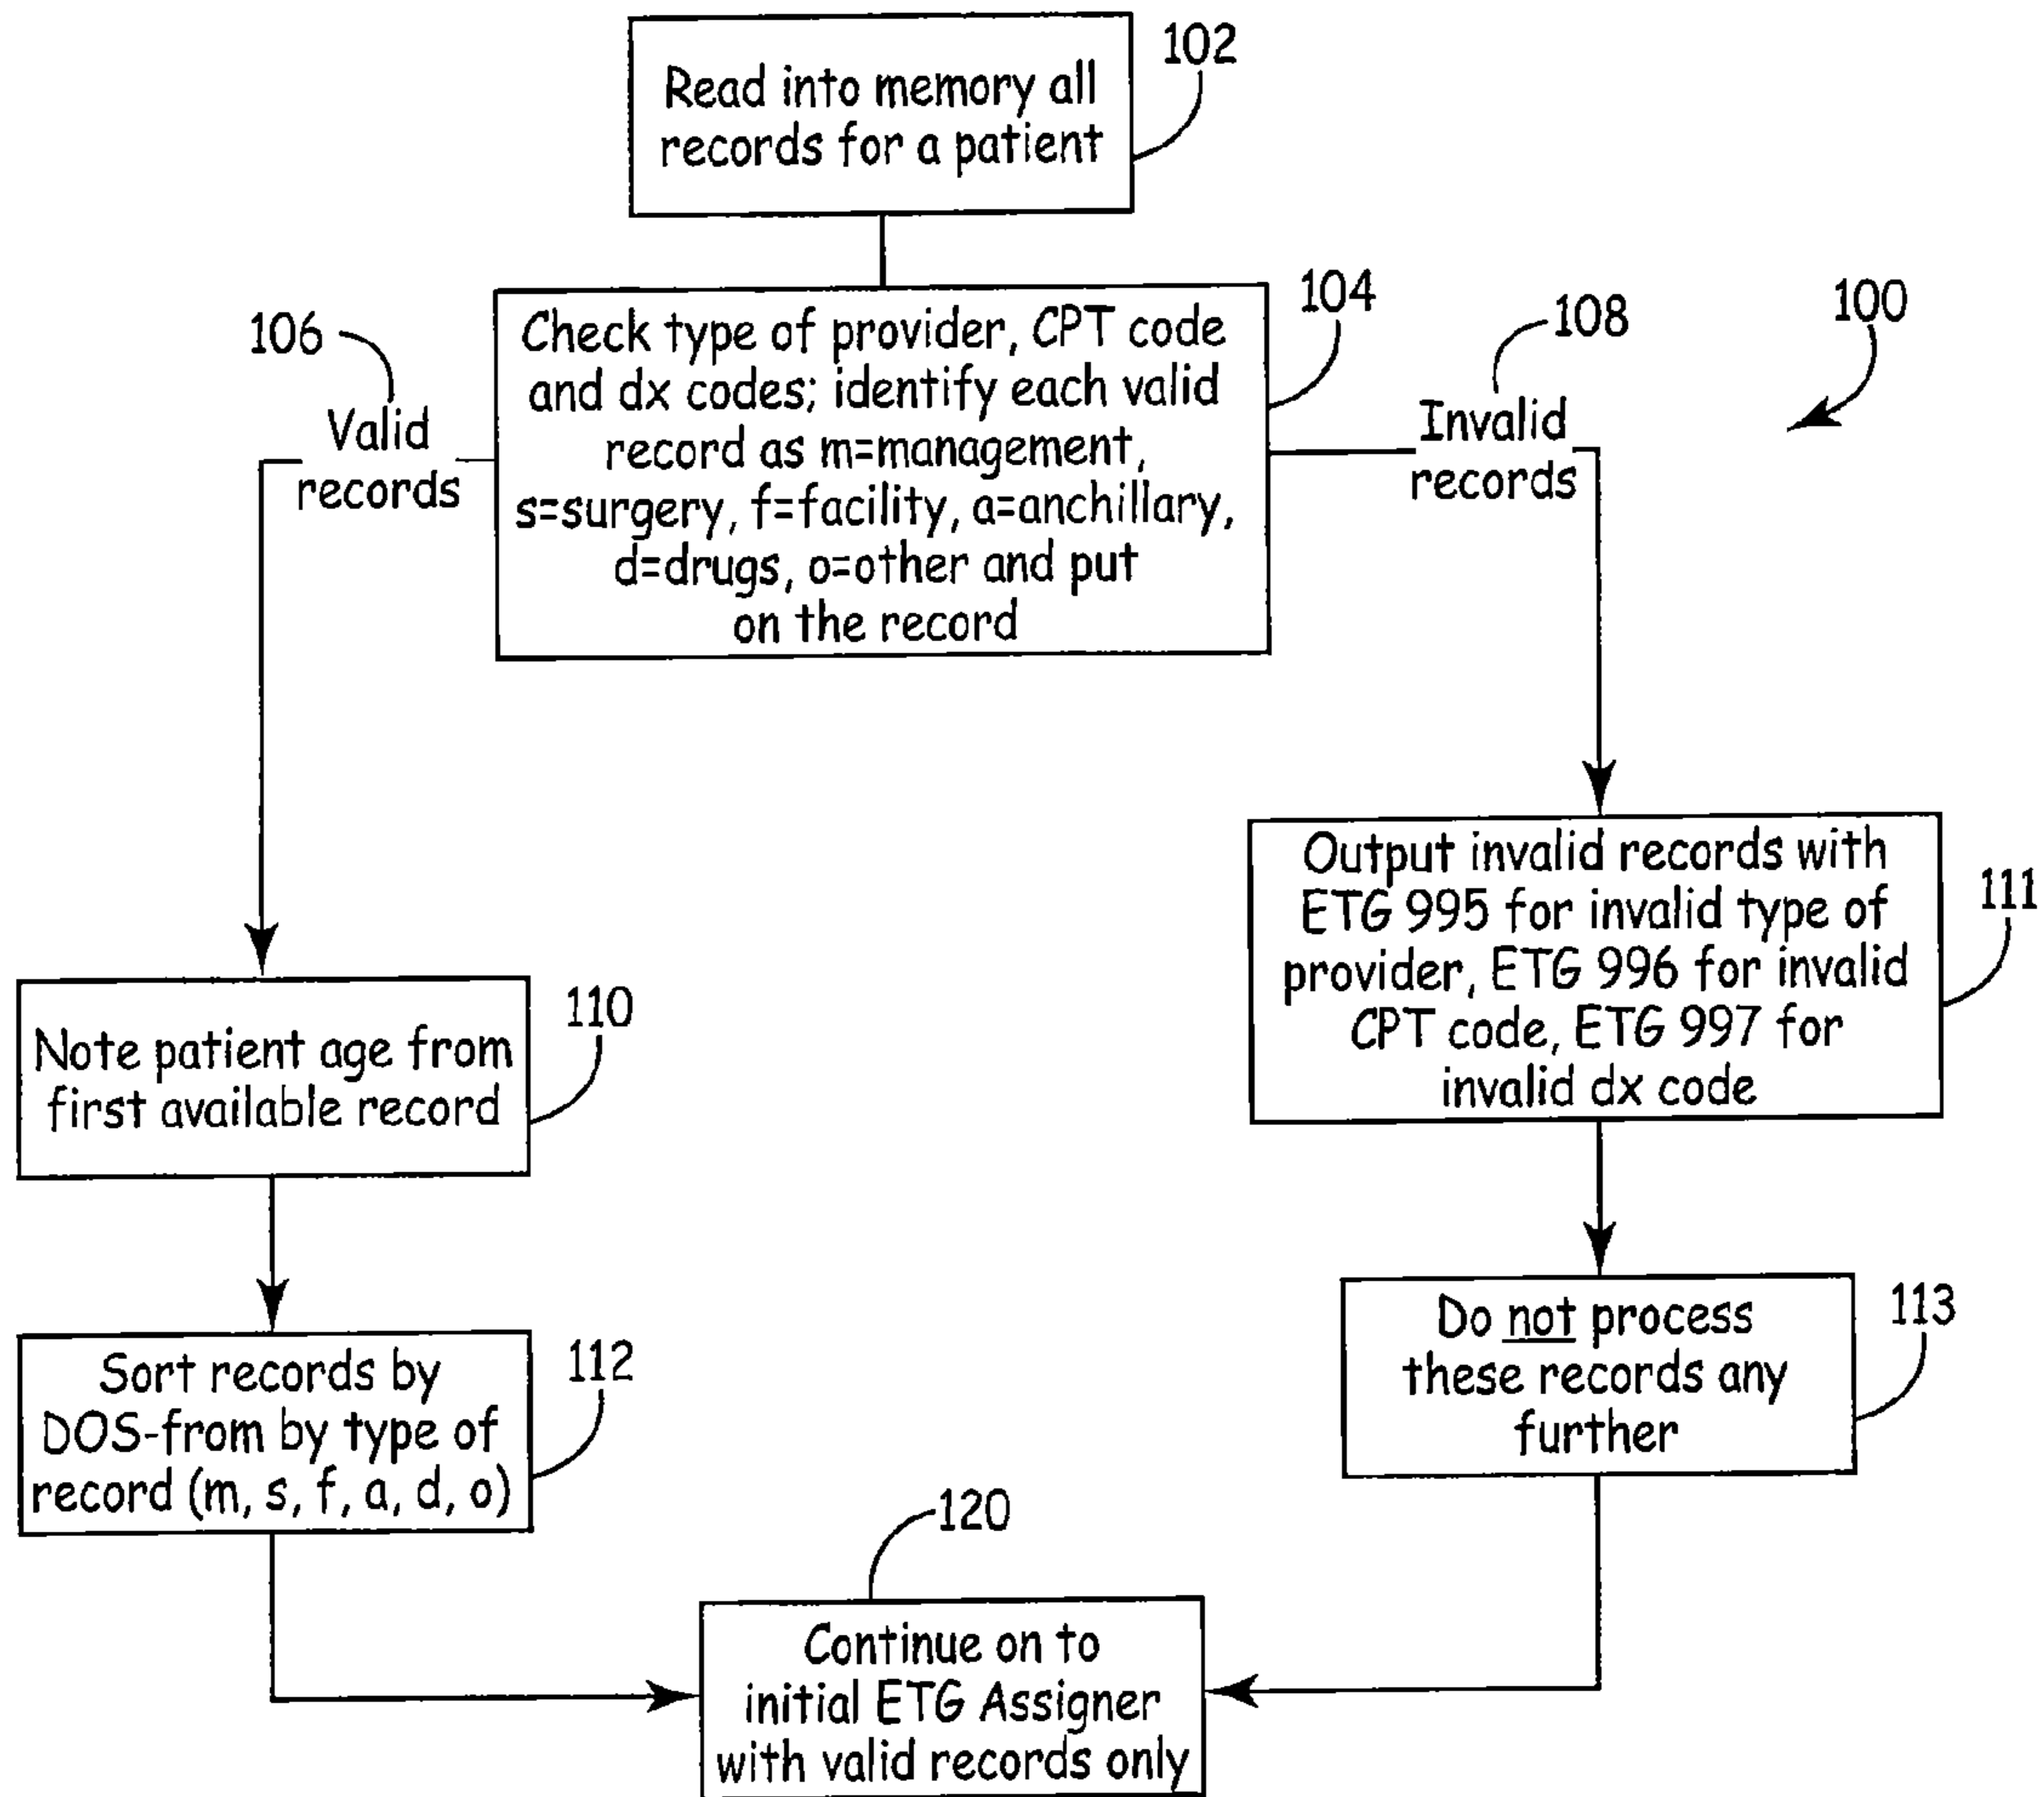 102
Read into memory all
records for a patient
104
Check type of provider, CPT code
and dx codes; identify each valid
record as m=management,
s=surgery, f=facility, a=anchillary,
d=drugs, o=other and put
on the record
106
Valid
records
108
Invalid
records
100
Output invalid records with
ETG 995 for invalid type of
provider, ETG 996 for invalid
CPT code, ETG 997 for
invalid dx code
111
110
Note patient age from
first available record
Do not process
these records any
further
113
112
Sort records by
DOS-from by type of
record (m, s, f, a, d, o)
120
Continue on to
initial ETG Assigner
with valid records only